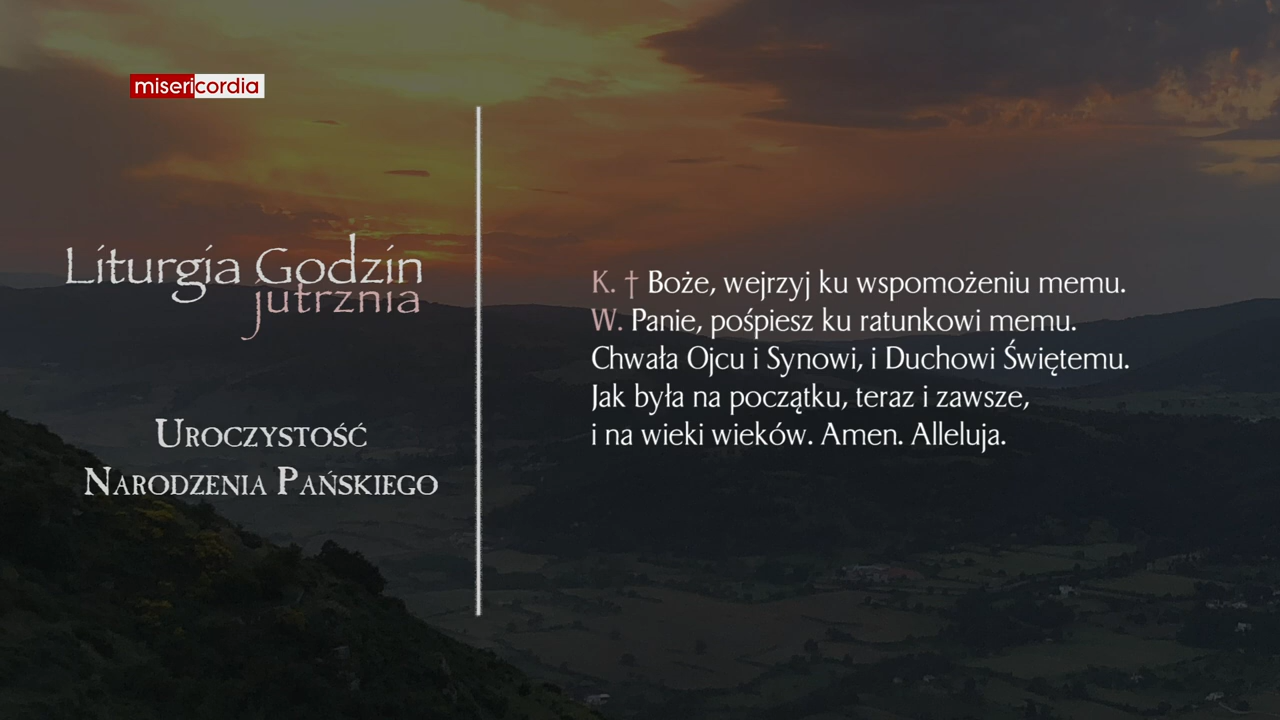 misericordia
Liturgia Godzin
jutrznia
Uroczystość
Narodzenia Pańskiego
K. † Boże, wejrzyj ku wspomożeniu memu.
W. Panie, pośpiesz ku ratunkowi memu.
Chwała Ojcu i Synowi, i Duchowi Świętemu.
Jak była na początku, teraz i zawsze,
i na wieki wieków. Amen. Alleluja.